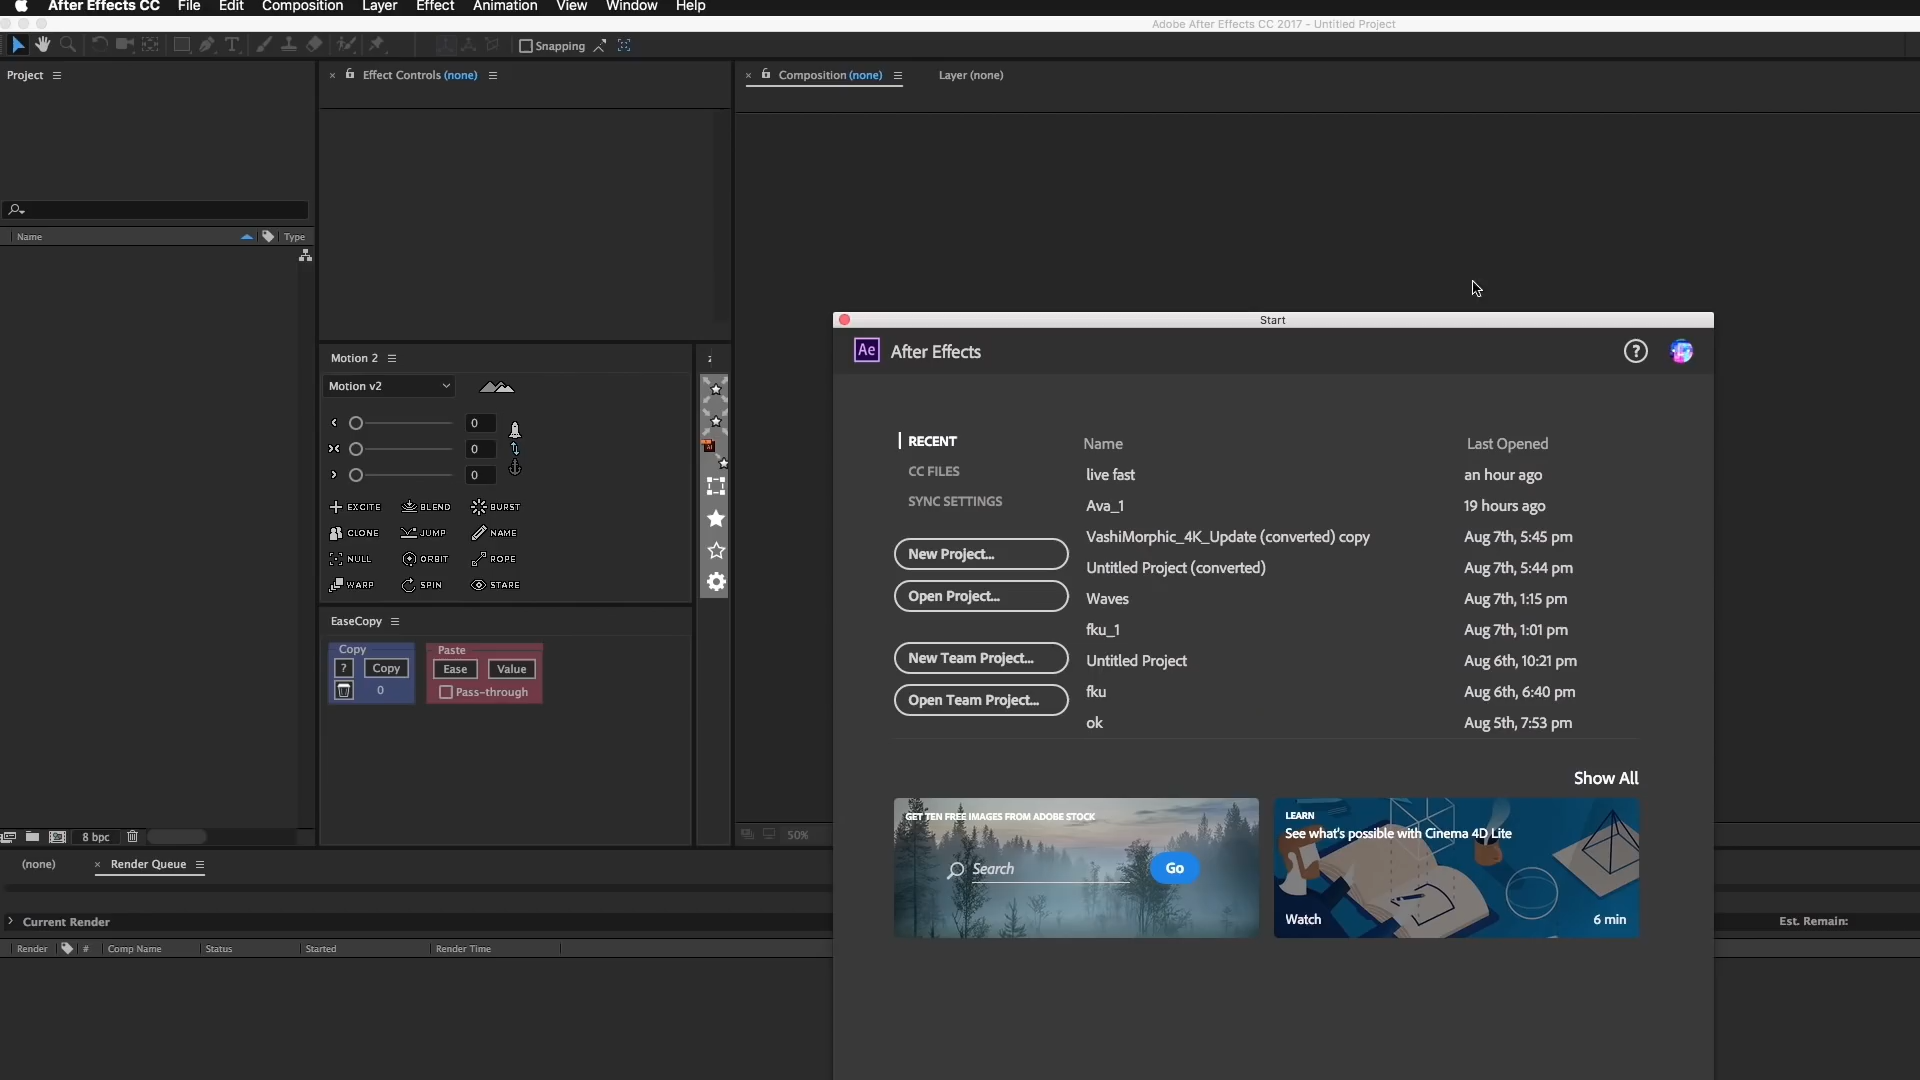 After Effects CC File Edit Composition Layer Effect Animation View Window Help
Adobe After Effects CC 2017 - Untitled Project
Snapping
Project
Effect Controls (none)
Composition (none)
Layer (none)
Name
Type
Motion 2
Motion v2
0
0
0
EXCITE BLEND BURST
CLONE JUMP NAME
NULL ORBIT ROPE
WARP SPIN STARE
EaseCopy
Copy
? Copy
0
Paste
Ease Value
Pass-through
8 bpc
50%
Start
Ae After Effects
?
RECENT
CC FILES
SYNC SETTINGS
New Project...
Open Project...
New Team Project...
Open Team Project...
Name Last Opened
live fast an hour ago
Ava_1 19 hours ago
VashiMorphic_4K_Update (converted) copy Aug 7th, 5:45 pm
Untitled Project (converted) Aug 7th, 5:44 pm
Waves Aug 7th, 1:15 pm
fku_1 Aug 7th, 1:01 pm
Untitled Project Aug 6th, 10:21 pm
fku Aug 6th, 6:40 pm
ok Aug 5th, 7:53 pm
Show All
GET TEN FREE IMAGES FROM ADOBE STOCK
Search
Go
LEARN
See what's possible with Cinema 4D Lite
Watch 6 min
(none)
Render Queue
Current Render
Est. Remain:
Render # Comp Name Status Started Render Time